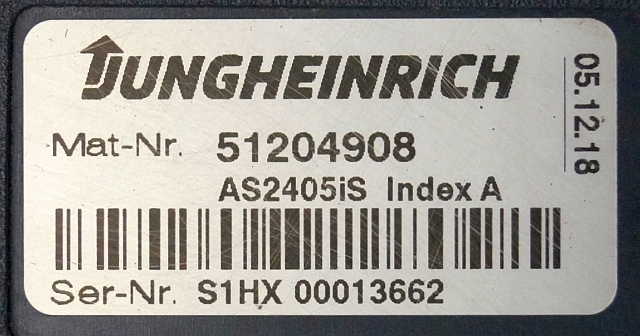 JUNGHEINRICH
05.12.18
Mat-Nr. 51204908
AS2405iS Index A
Ser-Nr. S1HX 00013662